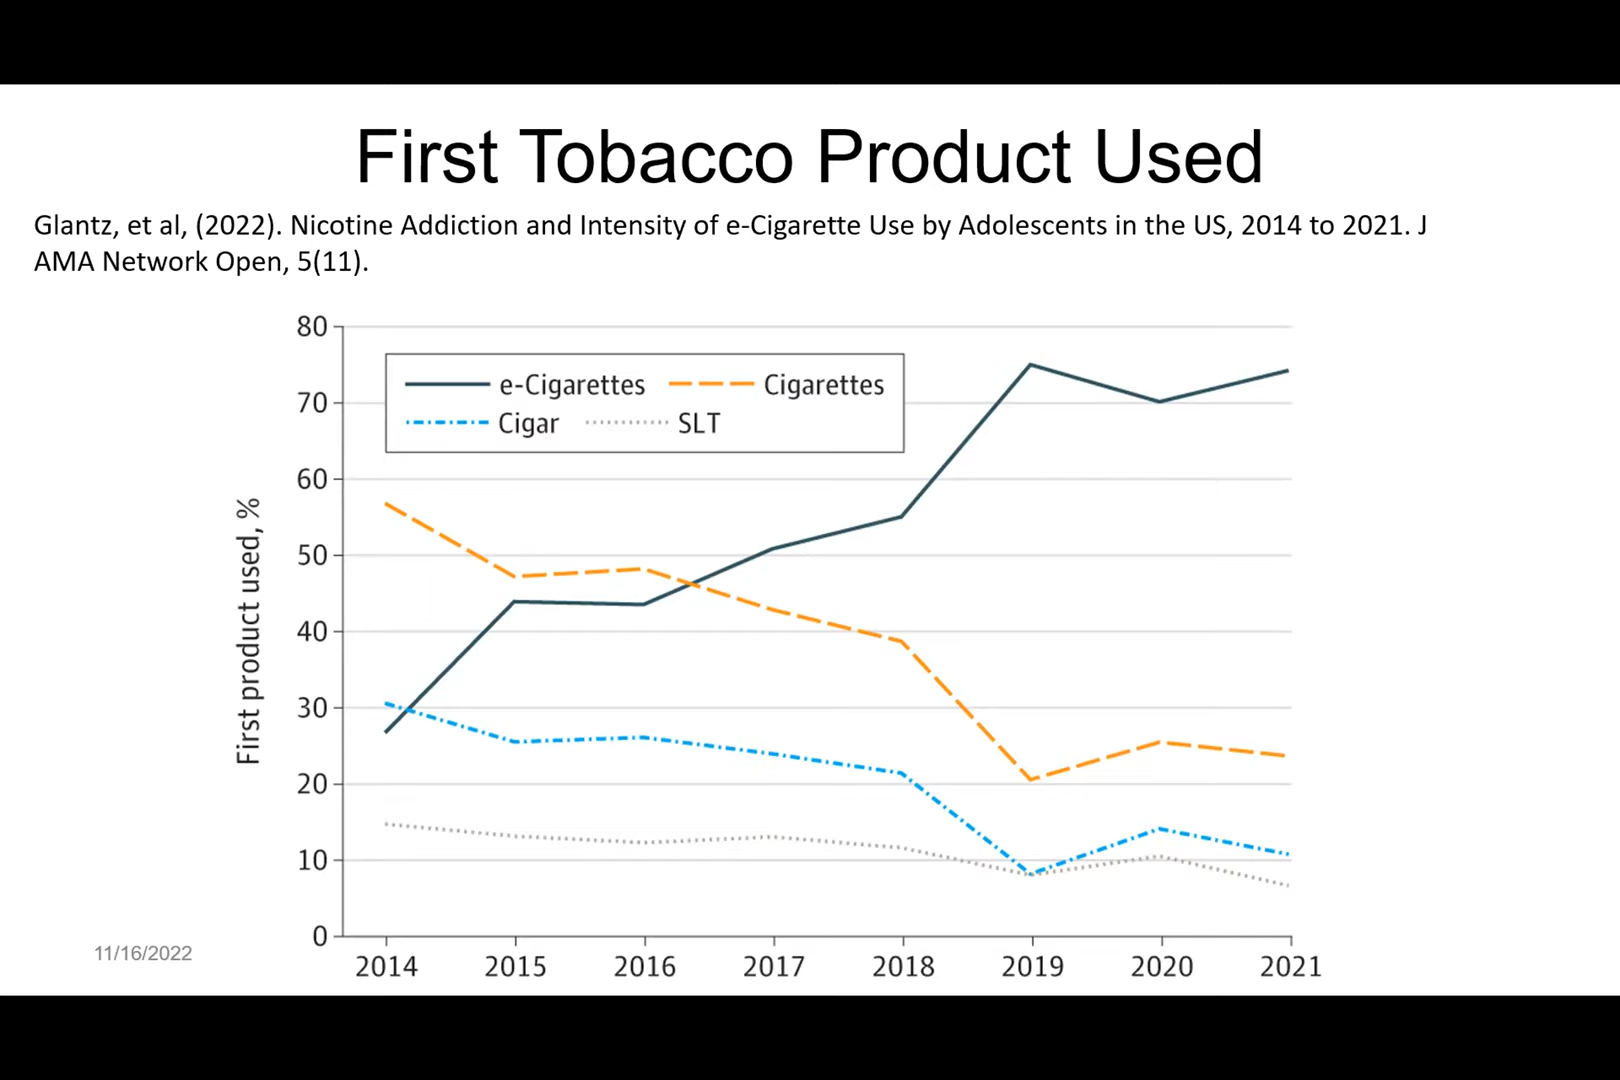 First Tobacco Product Used
Glantz, et al, (2022). Nicotine Addiction and Intensity of e-Cigarette Use by Adolescents in the US, 2014 to 2021. J
AMA Network Open, 5(11).
80
70
60
50
40
30
20
10
0
First product used, %
e-Cigarettes Cigarettes
Cigar SLT
2014 2015 2016 2017 2018 2019 2020 2021
11/16/2022